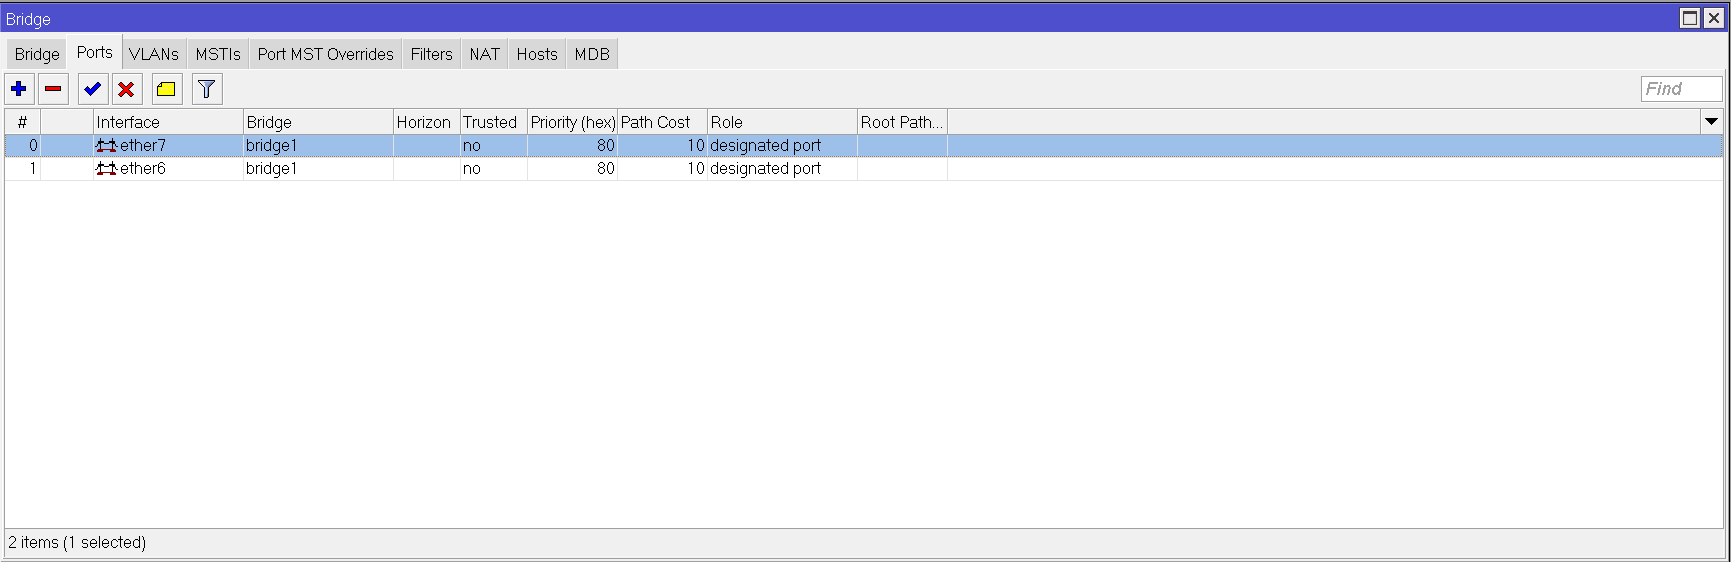 Bridge
Bridge Ports VLANs MSTIs Port MST Overrides Filters NAT Hosts MDB
Find
# Interface Bridge Horizon Trusted Priority (hex) Path Cost Role Root Path...
0 ether7 bridge1 no 80 10 designated port
1 ether6 bridge1 no 80 10 designated port
2 items (1 selected)